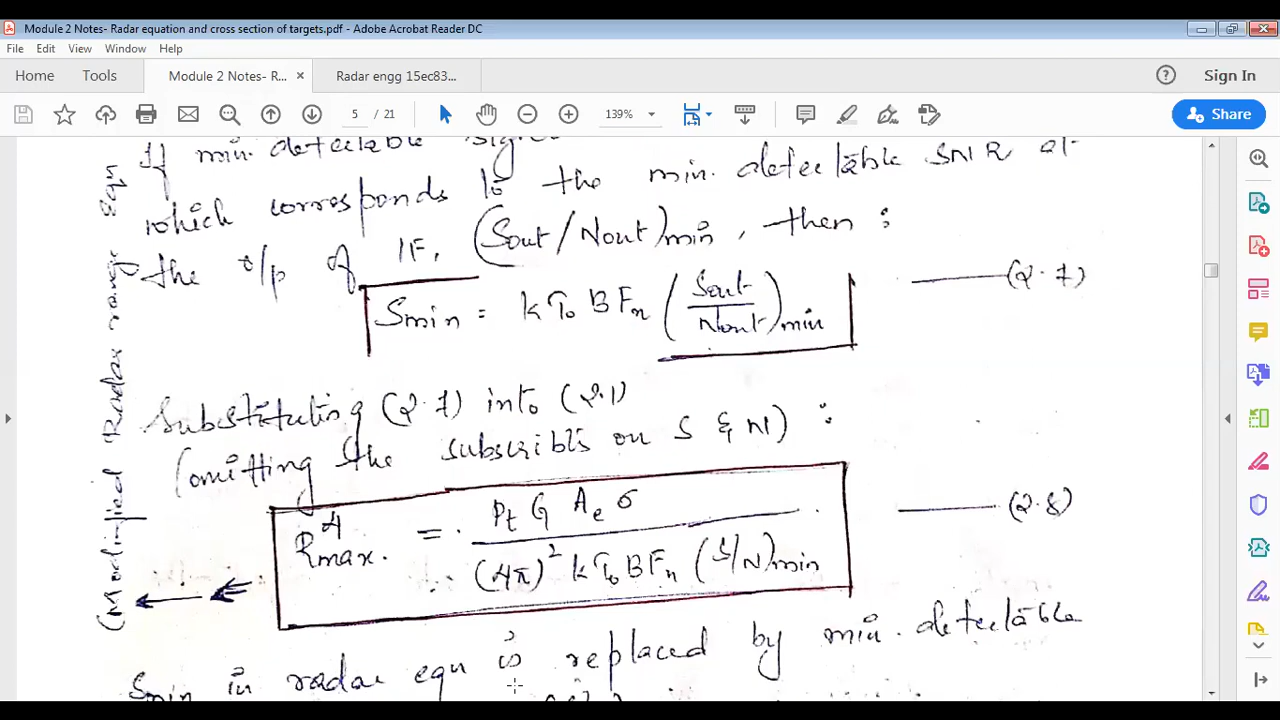 Module 2 Notes- Radar equation and cross section of targets.pdf - Adobe Acrobat Reader DC
File Edit View Window Help
Home Tools Module 2 Notes- R... × Radar engg 15ec83... Sign In
5 / 21 139% Share
If min. detectable
which corresponds to the min. detectable SNR at
the o/p of IF, (Sout/Nout)min, then :
Smin = kT₀BFn (Sout/Nout)min (2.7)
Substituting (2.7) into (2.1)
(omitting the subscribts on S & N) :
R⁴max. = Pt G Ae σ / (4π)² kT₀BFn (S/N)min (2.8)
(Modified Radar range Eqn
Smin in radar eqn is replaced by min. detectable